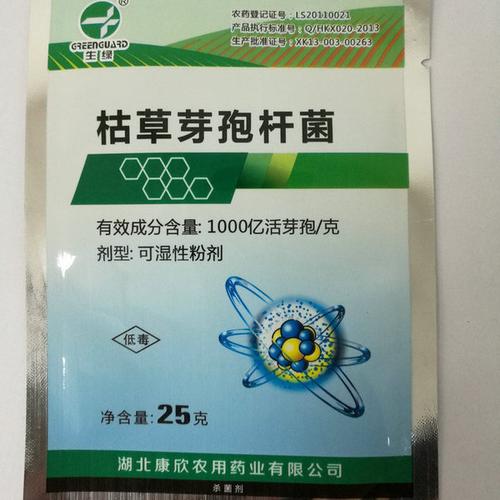 农药登记证号：LS20110021
产品执行标准号：Q/HKX020-2013
生产批准证号：XK13-003-00263
®
GREENGUARD
生绿
枯草芽孢杆菌
有效成分含量: 1000亿活芽孢/克
剂型: 可湿性粉剂
低毒
净含量: 25克
湖北康欣农用药业有限公司
杀菌剂